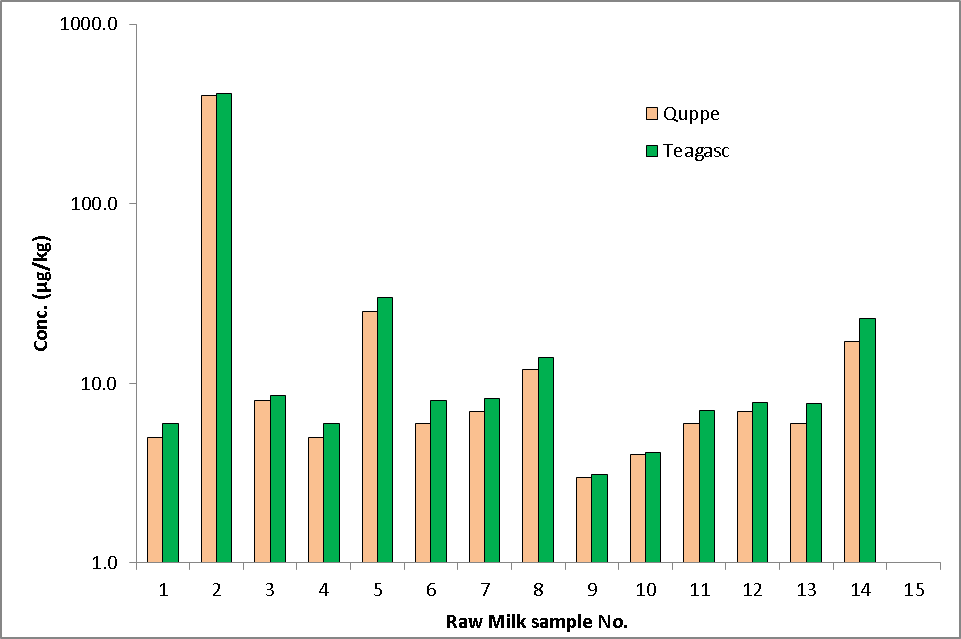 1000.0
100.0
10.0
1.0
Conc. (µg/kg)
Quppe
Teagasc
1 2 3 4 5 6 7 8 9 10 11 12 13 14 15
Raw Milk sample No.